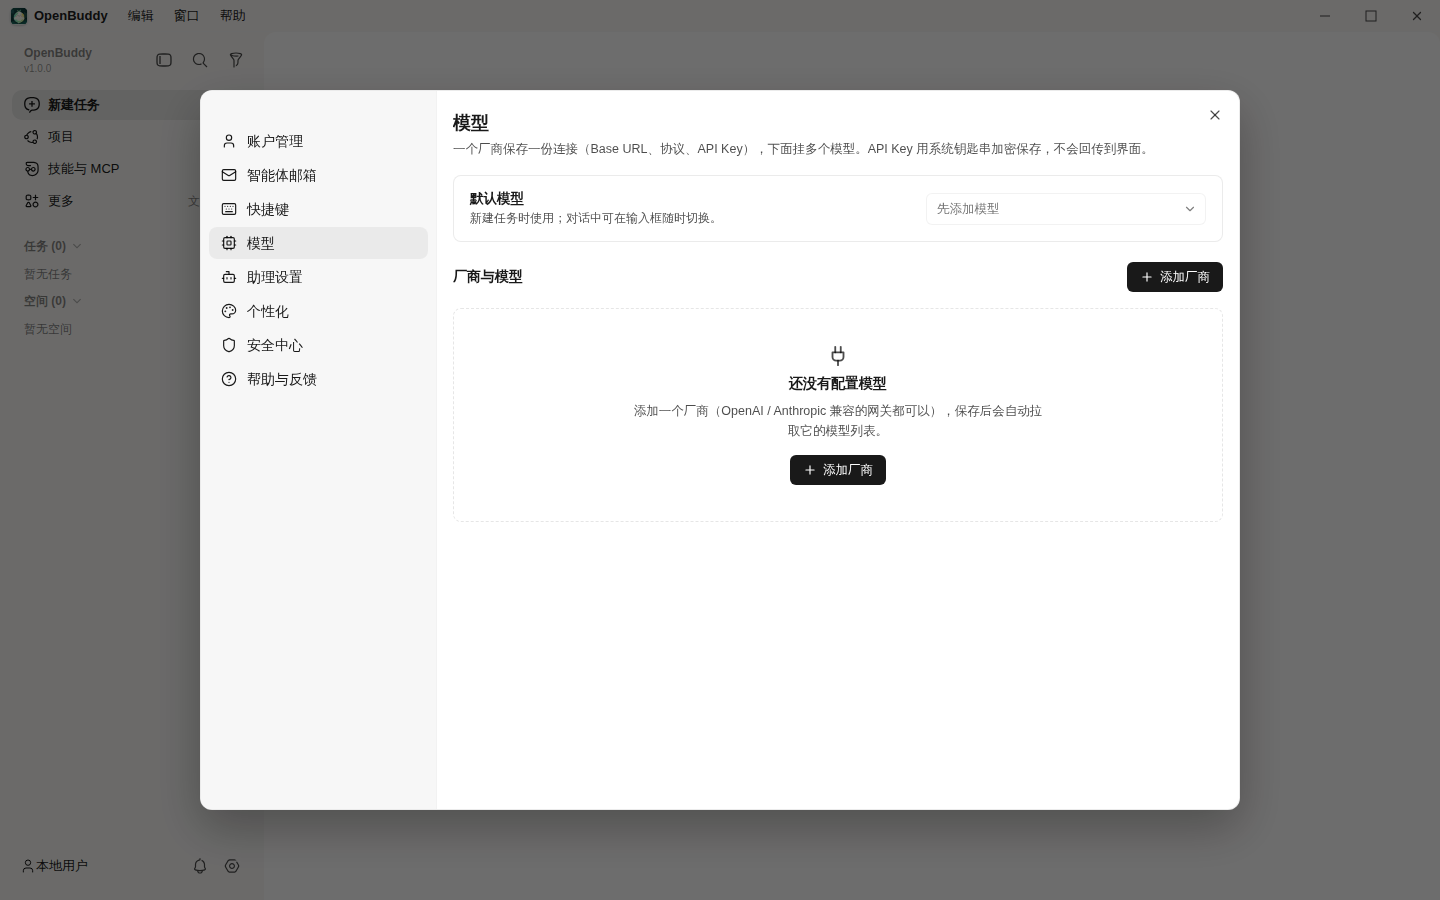 OpenBuddy 编辑 窗口 帮助
OpenBuddy
v1.0.0
新建任务
项目
技能与 MCP
更多 文
任务 (0)
暂无任务
空间 (0)
暂无空间
本地用户
账户管理
智能体邮箱
快捷键
模型
助理设置
个性化
安全中心
帮助与反馈
模型
一个厂商保存一份连接（Base URL、协议、API Key），下面挂多个模型。API Key 用系统钥匙串加密保存，不会回传到界面。
默认模型
新建任务时使用；对话中可在输入框随时切换。
先添加模型
厂商与模型
添加厂商
还没有配置模型
添加一个厂商（OpenAI / Anthropic 兼容的网关都可以），保存后会自动拉
取它的模型列表。
添加厂商